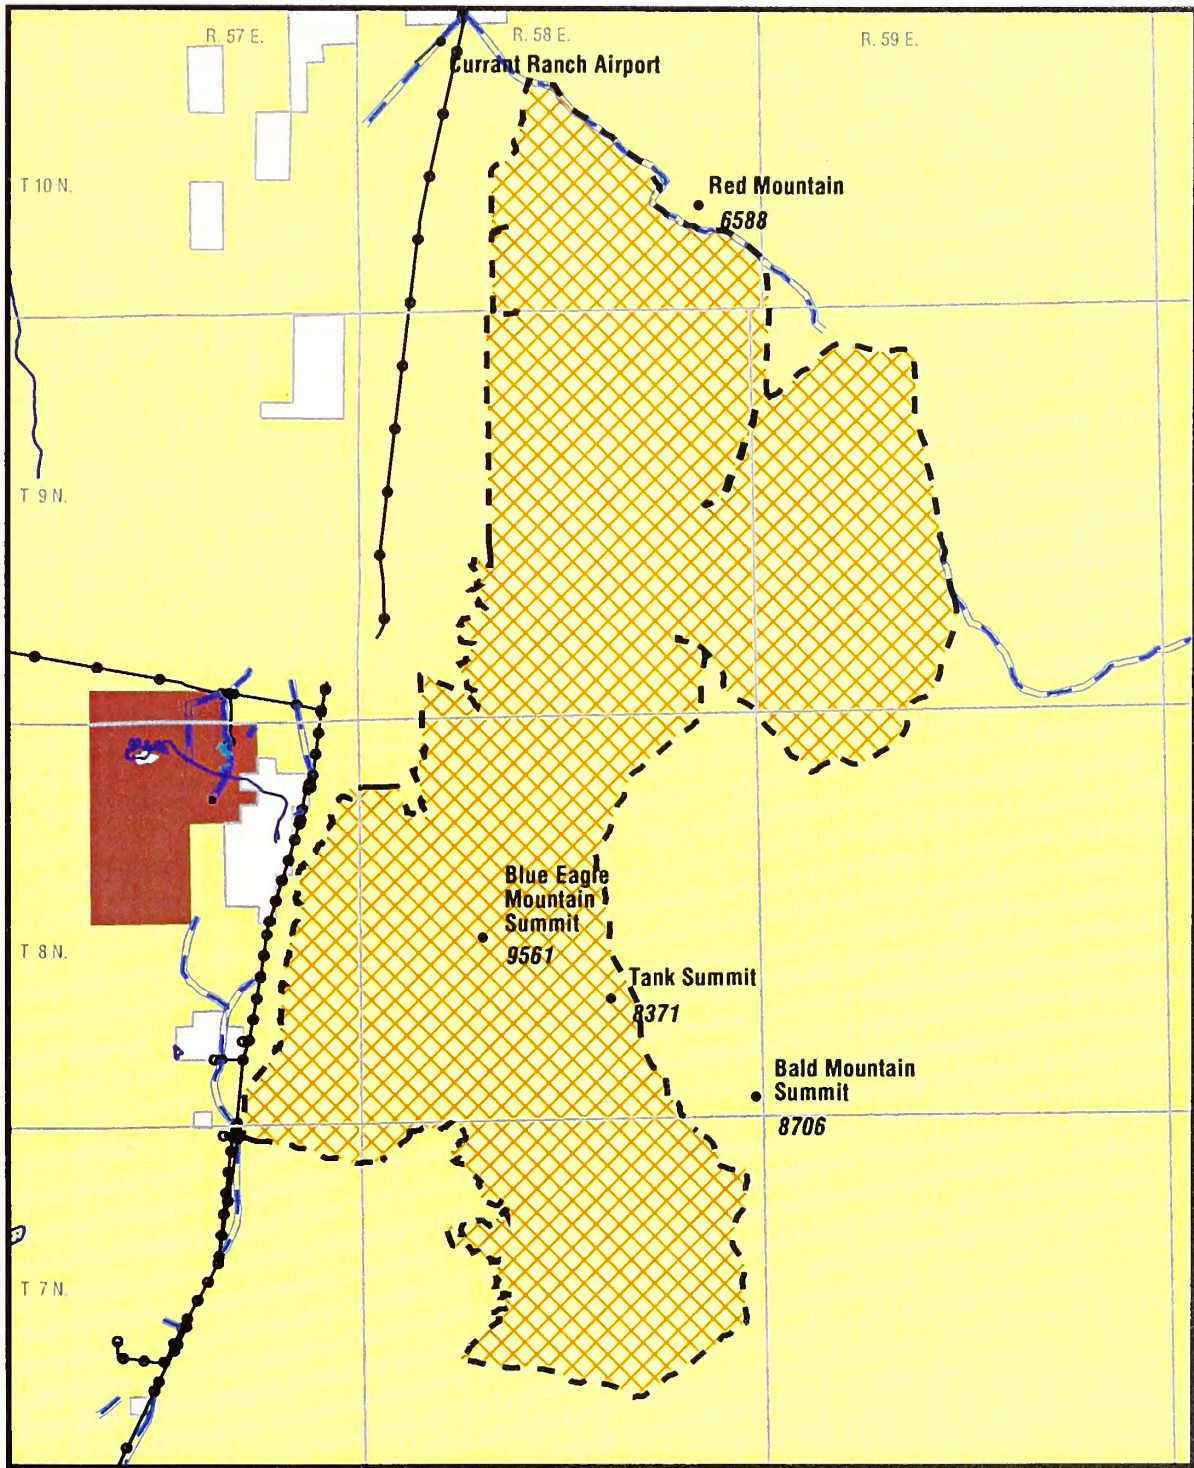 R. 57 E.
R. 58 E.
R. 59 E.
Currant Ranch Airport
T 10 N.
Red Mountain
6588
T 9 N.
Blue Eagle
Mountain
Summit
9561
T 8 N.
Tank Summit
8371
Bald Mountain
Summit
8706
T 7 N.